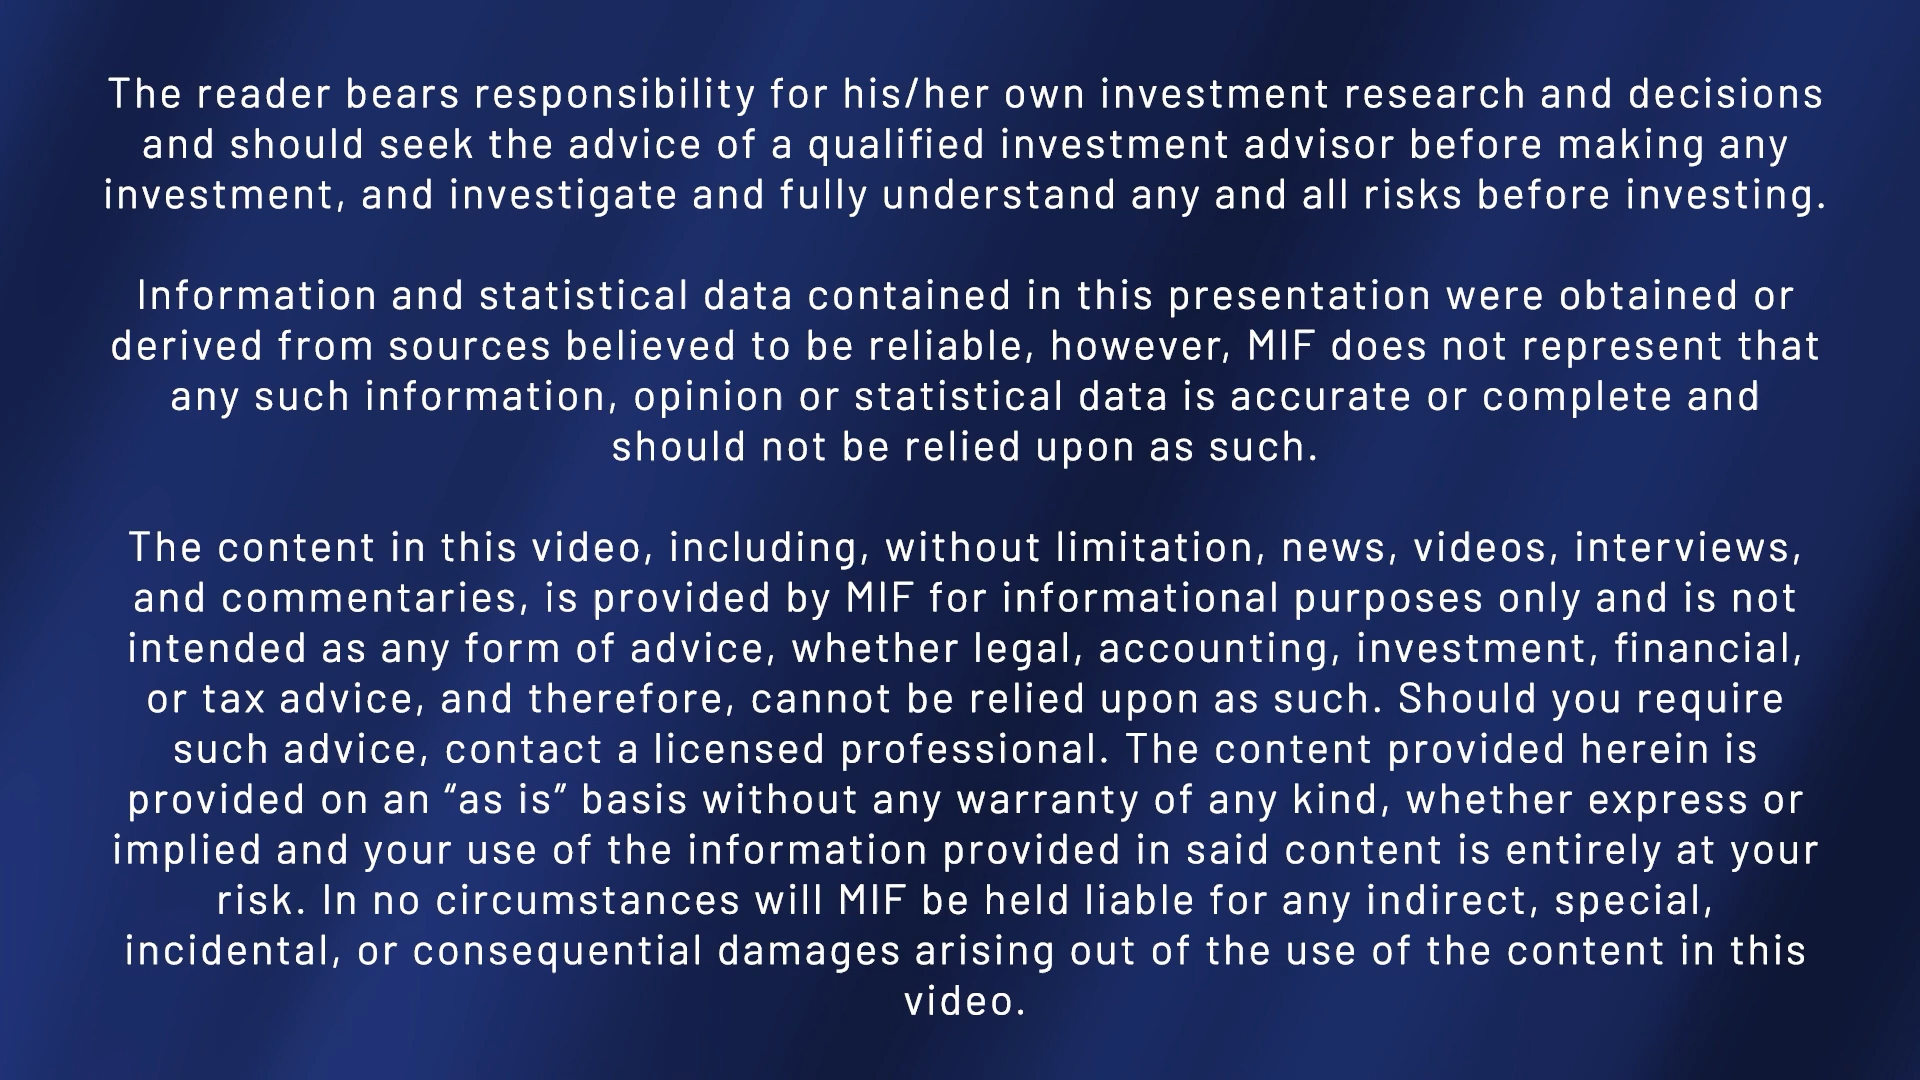 The reader bears responsibility for his/her own investment research and decisions
and should seek the advice of a qualified investment advisor before making any
investment, and investigate and fully understand any and all risks before investing.
Information and statistical data contained in this presentation were obtained or
derived from sources believed to be reliable, however, MIF does not represent that
any such information, opinion or statistical data is accurate or complete and
should not be relied upon as such.
The content in this video, including, without limitation, news, videos, interviews,
and commentaries, is provided by MIF for informational purposes only and is not
intended as any form of advice, whether legal, accounting, investment, financial,
or tax advice, and therefore, cannot be relied upon as such. Should you require
such advice, contact a licensed professional. The content provided herein is
provided on an “as is” basis without any warranty of any kind, whether express or
implied and your use of the information provided in said content is entirely at your
risk. In no circumstances will MIF be held liable for any indirect, special,
incidental, or consequential damages arising out of the use of the content in this
video.